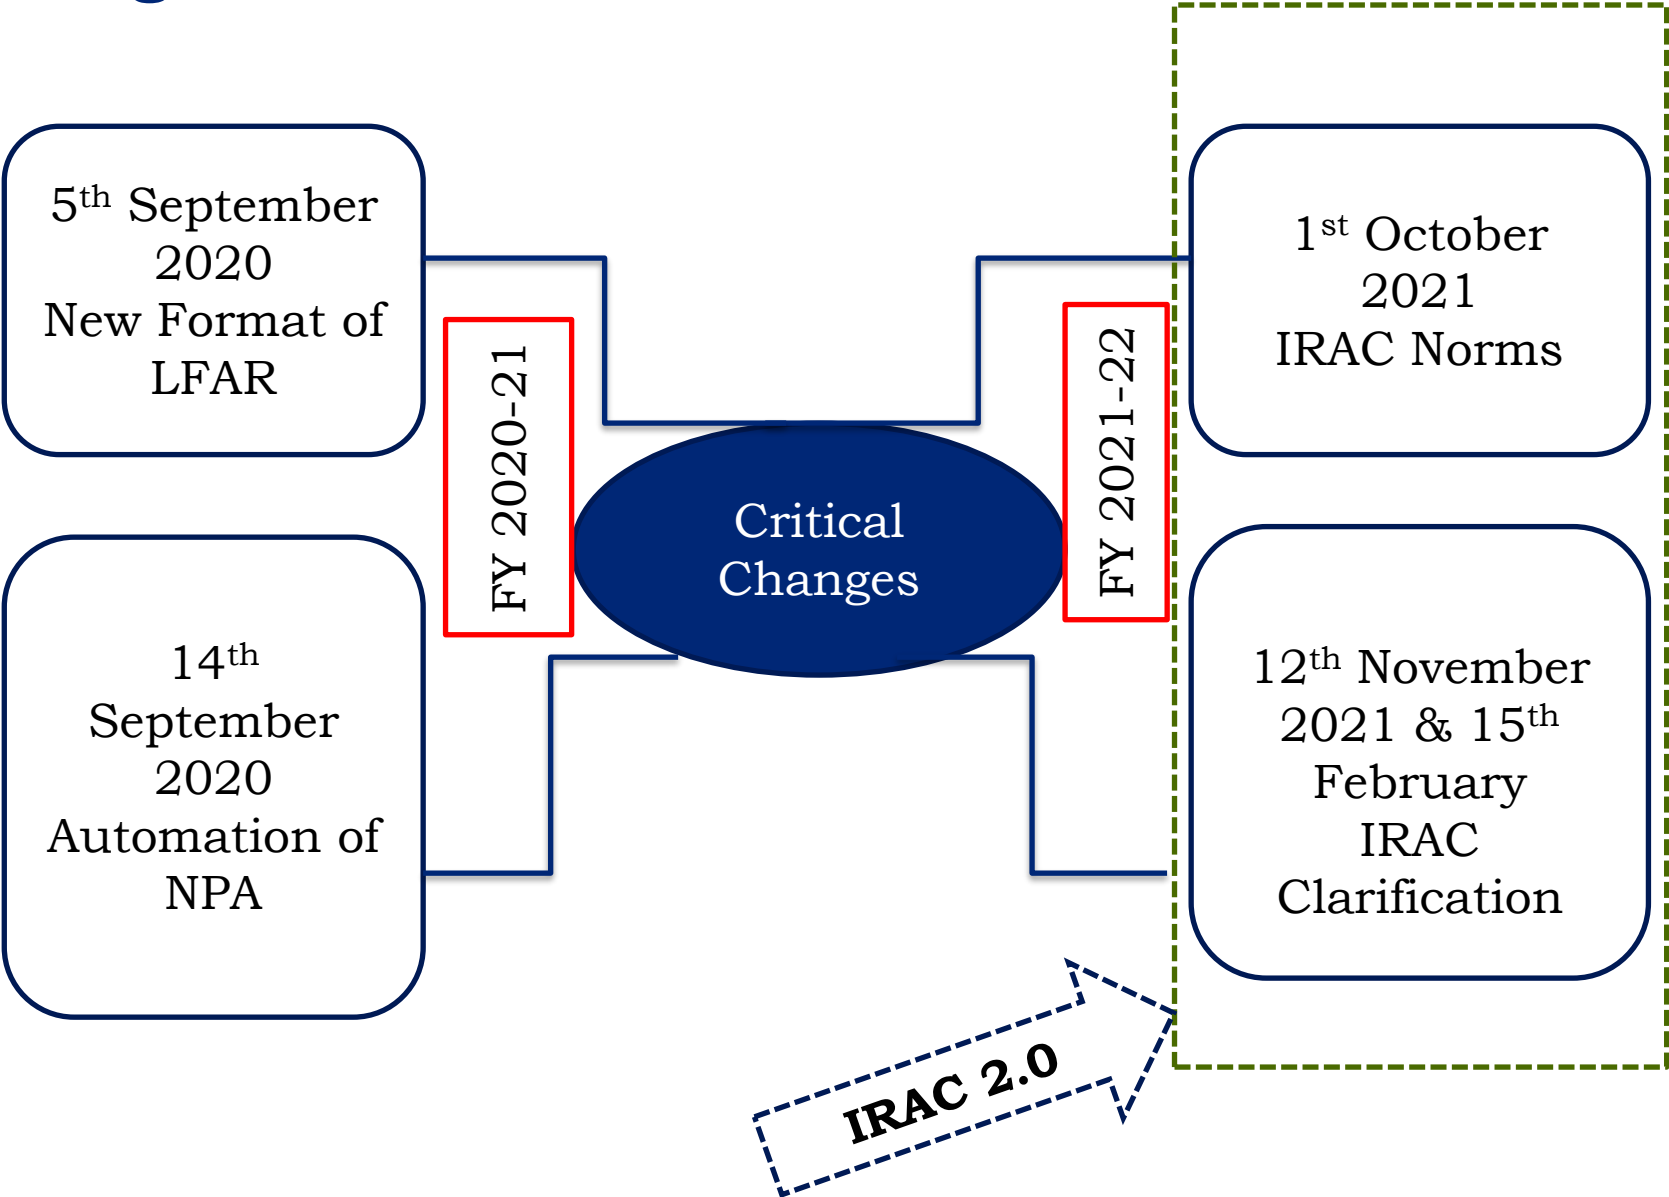 5th September
2020
New Format of
LFAR
14th
September
2020
Automation of
NPA
FY 2020-21
Critical
Changes
FY 2021-22
1st October
2021
IRAC Norms
12th November
2021 & 15th
February
IRAC
Clarification
IRAC 2.0